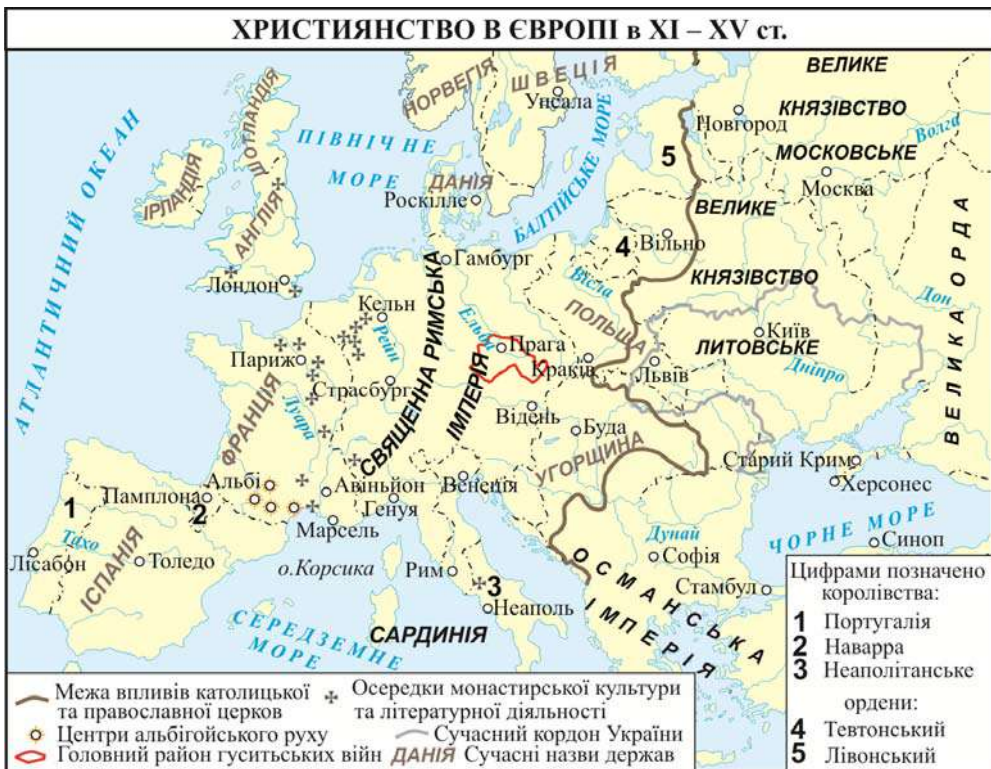 ХРИСТИЯНСТВО В ЄВРОПІ в XI – XV ст.
НОРВЕГІЯ
ШВЕЦІЯ
Упсала
ВЕЛИКЕ
КНЯЗІВСТВО
МОСКОВСЬКЕ
Новгород
Волга
Москва
АТЛАНТИЧНИЙ ОКЕАН
ШОТЛАНДІЯ
ІРЛАНДІЯ
АНГЛІЯ
Лондон
ПІВНІЧНЕ
МОРЕ
ДАНІЯ
Роскілле
БАЛТІЙСЬКЕ МОРЕ
5
4
Вільно
ВЕЛИКЕ
КНЯЗІВСТВО
ЛИТОВСЬКЕ
Гамбург
Вісла
ПОЛЬЩА
Дон
ВЕЛИКА ОРДА
Кельн
Рейн
Ельба
Прага
Краків
Львів
Київ
Дніпро
Париж
Страсбург
Луара
ФРАНЦІЯ
СВЯЩЕННА РИМСЬКА
ІМПЕРІЯ
Відень
Буда
УГОРЩИНА
Старий Крим
Херсонес
Альбі
Памплона
Авіньйон
Венеція
Генуя
Марсель
1
2
Тахо
Лісабон
Толедо
ІСПАНІЯ
о.Корсика
Рим
3
Неаполь
Дунай
Софія
ЧОРНЕ МОРЕ
Синоп
Стамбул
ОСМАНСЬКА
ІМПЕРІЯ
СЕРЕДЗЕМНЕ
МОРЕ
САРДИНІЯ
Цифрами позначено
королівства:
1 Португалія
2 Наварра
3 Неаполітанське
ордени:
4 Тевтонський
5 Лівонський
Межа впливів католицької
та православної церков
Центри альбігойського руху
Головний район гуситьських війн
Осередки монастирської культури
та літературної діяльності
Сучасний кордон України
ДАНІЯ Сучасні назви держав